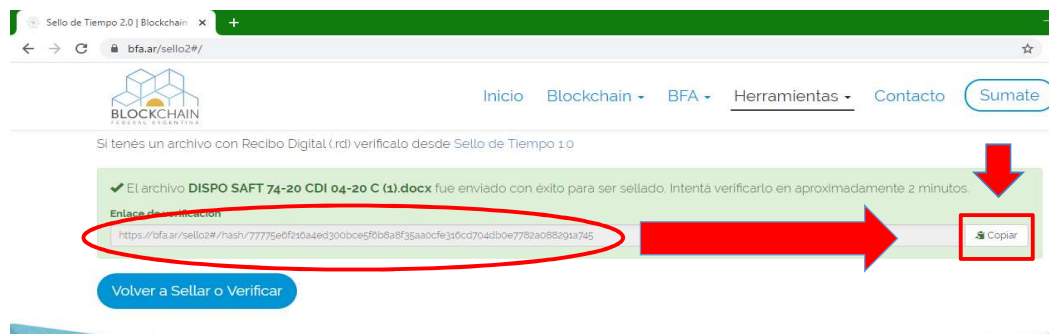 Sello de Tiempo 2.0 | Blockchain
bfa.ar/sello2#/
BLOCKCHAIN
FEDERAL ARGENTINA
Inicio Blockchain BFA Herramientas Contacto Sumate
Si tenés un archivo con Recibo Digital (.rd) verificalo desde Sello de Tiempo 1.0
El archivo DISPO SAFT 74-20 CDI 04-20 C (1).docx fue enviado con éxito para ser sellado. Intentá verificarlo en aproximadamente 2 minutos.
Enlace de verificación
https://bfa.ar/sello2#/hash/77775e6f216a4ed300bce5f6b8a8f35aa0cfe316cd704db0e7782a088291a745
Copiar
Volver a Sellar o Verificar